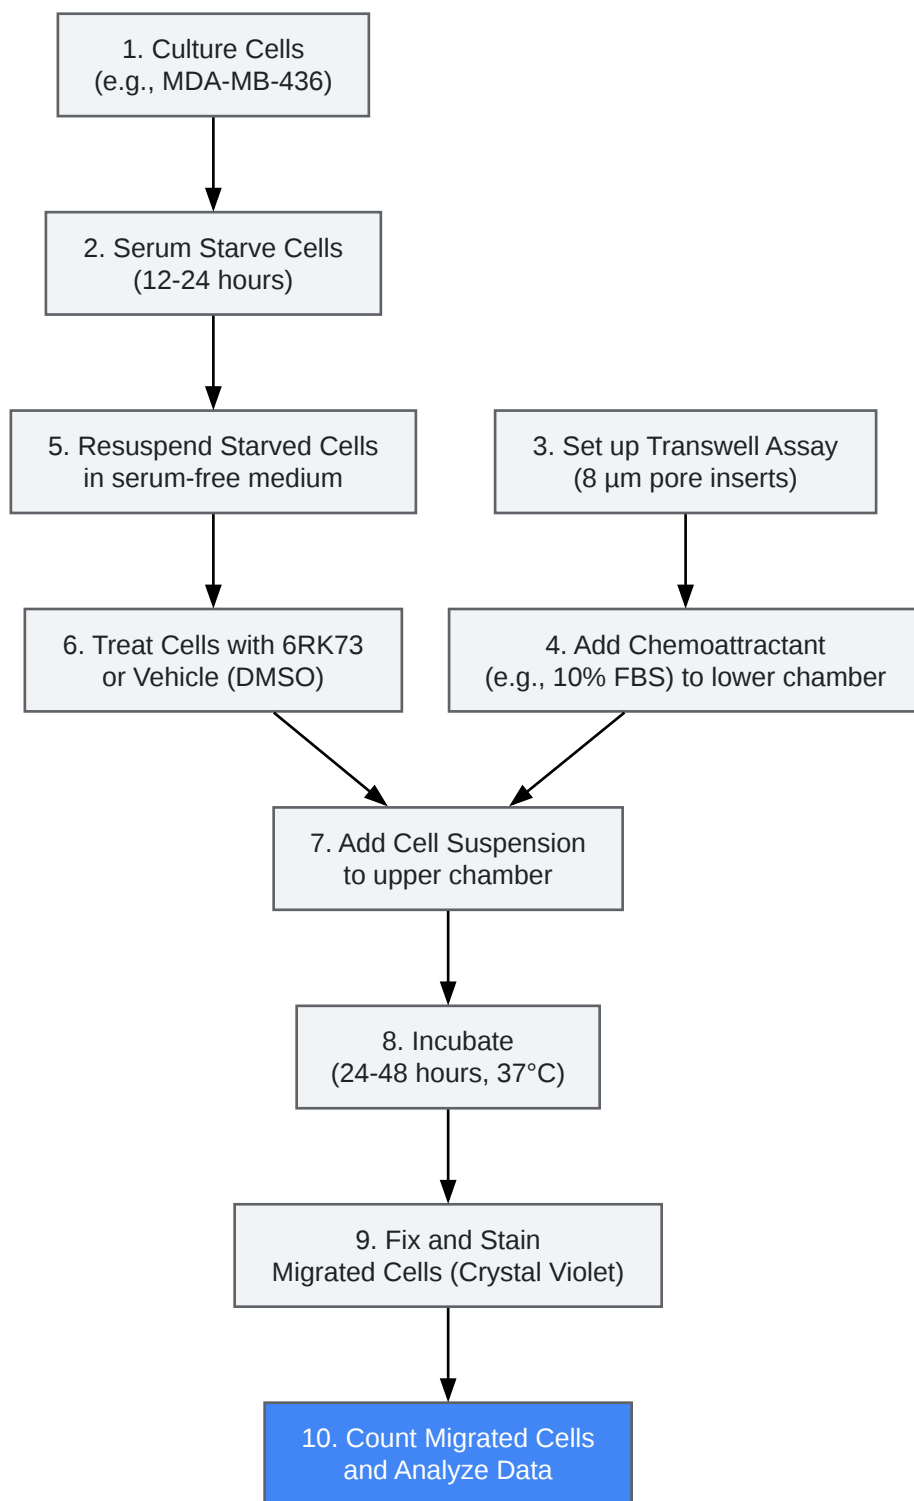 1. Culture Cells
(e.g., MDA-MB-436)
2. Serum Starve Cells
(12-24 hours)
5. Resuspend Starved Cells
in serum-free medium
3. Set up Transwell Assay
(8 µm pore inserts)
6. Treat Cells with 6RK73
or Vehicle (DMSO)
4. Add Chemoattractant
(e.g., 10% FBS) to lower chamber
7. Add Cell Suspension
to upper chamber
8. Incubate
(24-48 hours, 37°C)
9. Fix and Stain
Migrated Cells (Crystal Violet)
10. Count Migrated Cells
and Analyze Data